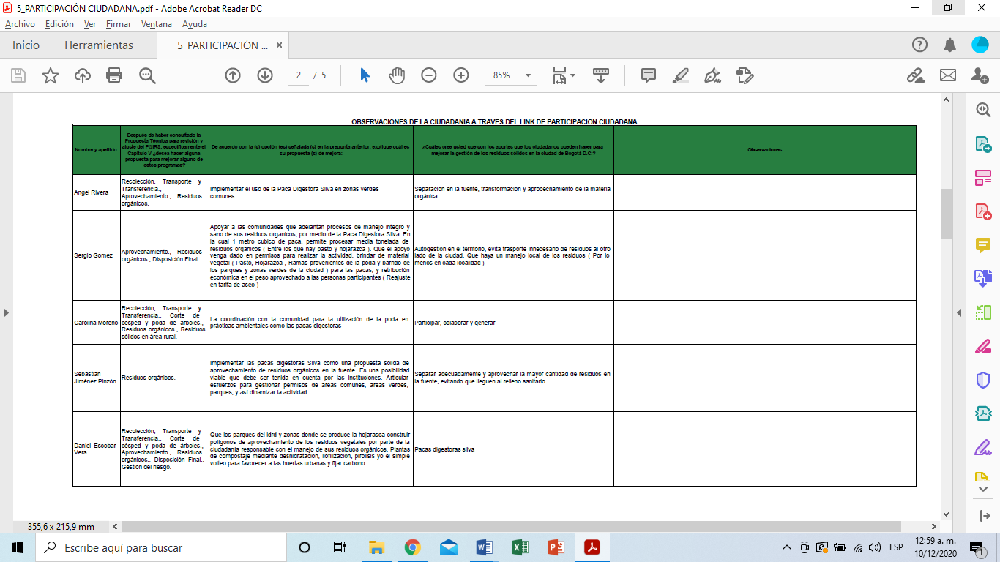 5_PARTICIPACIÓN CIUDADANA.pdf - Adobe Acrobat Reader DC
Archivo Edición Ver Firmar Ventana Ayuda
Inicio Herramientas 5_PARTICIPACIÓN ... ×
2 / 5 85%
OBSERVACIONES DE LA CIUDADANIA A TRAVES DEL LINK DE PARTICIPACION CIUDADANA
Nombre y apellido.
Después de haber consultado la
Propuesta Técnica para revisión y
ajuste del PGIRS, específicamente el
Capítulo V ¿desea hacer alguna
propuesta para mejorar alguno de
estos programas?
De acuerdo con la (s) opción (es) señalada (s) en la pregunta anterior, explique cuál es
su propuesta (s) de mejora:
¿Cuáles cree usted que son los aportes que los ciudadanos pueden hacer para
mejorar la gestión de los residuos sólidos en la ciudad de Bogotá D.C.?
Observaciones
Angel Rivera
Recolección, Transporte y
Transferencia.,
Aprovechamiento., Residuos
orgánicos.
Implementar el uso de la Paca Digestora Silva en zonas verdes
comunes.
Separación en la fuente, transformación y aprocechamiento de la materia
orgánica
Sergio Gomez
Aprovechamiento., Residuos
orgánicos., Disposición Final.
Apoyar a las comunidades que adelantan procesos de manejo integro y
sano de sus residuos organicos, por medio de la Paca Digestora Silva. En
la cual 1 metro cubico de paca, permite procesar media tonelada de
residuos organicos ( Entre los que hay pasto y hojarazca ). Que el apoyo
venga dado en permisos para realizar la actividad, brindar de material
vegetal ( Pasto, Hojarazca , Ramas provenientes de la poda y barrido de
los parques y zonas verdes de la ciudad ) para las pacas, y retribución
económica en el peso aprovechado a las personas participantes ( Reajuste
en tarifa de aseo )
Autogestión en el territorio, evita trasporte innecesario de residuos al otro
lado de la ciudad. Que haya un manejo local de los residuos ( Por lo
menos en cada localidad )
Carolina Moreno
Recolección, Transporte y
Transferencia., Corte de
césped y poda de árboles.,
Residuos orgánicos., Residuos
sólidos en área rural.
La coordinación con la comunidad para la utilización de la poda en
prácticas ambientales como las pacas digestoras
Participar, colaborar y generar
Sebastián
Jiménez Pinzón
Residuos orgánicos.
Implementar las pacas digestoras Silva como una propuesta sólida de
aprovechamiento de residuos orgánicos en la fuente. Es una posibilidad
viable que debe ser tenida en cuenta por las instituciones. Articular
esfuerzos para gestionar permisos de áreas comunes, áreas verdes,
parques, y así dinamizar la actividad.
Separar adecuadamente y aprovechar la mayor cantidad de residuos en
la fuente, evitando que lleguen al relleno sanitario
Daniel Escobar
Vera
Recolección, Transporte y
Transferencia., Corte de
césped y poda de árboles.,
Aprovechamiento., Residuos
orgánicos., Disposición Final.,
Gestión del riesgo.
Que los parques del idrd y zonas donde se produce la hojarasca construir
polígonos de aprovechamiento de los residuos vegetales por parte de la
ciudadanía responsable con el manejo de sus residuos orgánicos. Plantas
de compostaje mediante deshidratación, liofilización, pirólisis yo el simple
volteo para favorecer a las huertas urbanas y fijar carbono.
Pacas digestoras silva
355,6 x 215,9 mm
Escribe aquí para buscar
ESP
12:59 a. m.
10/12/2020
1